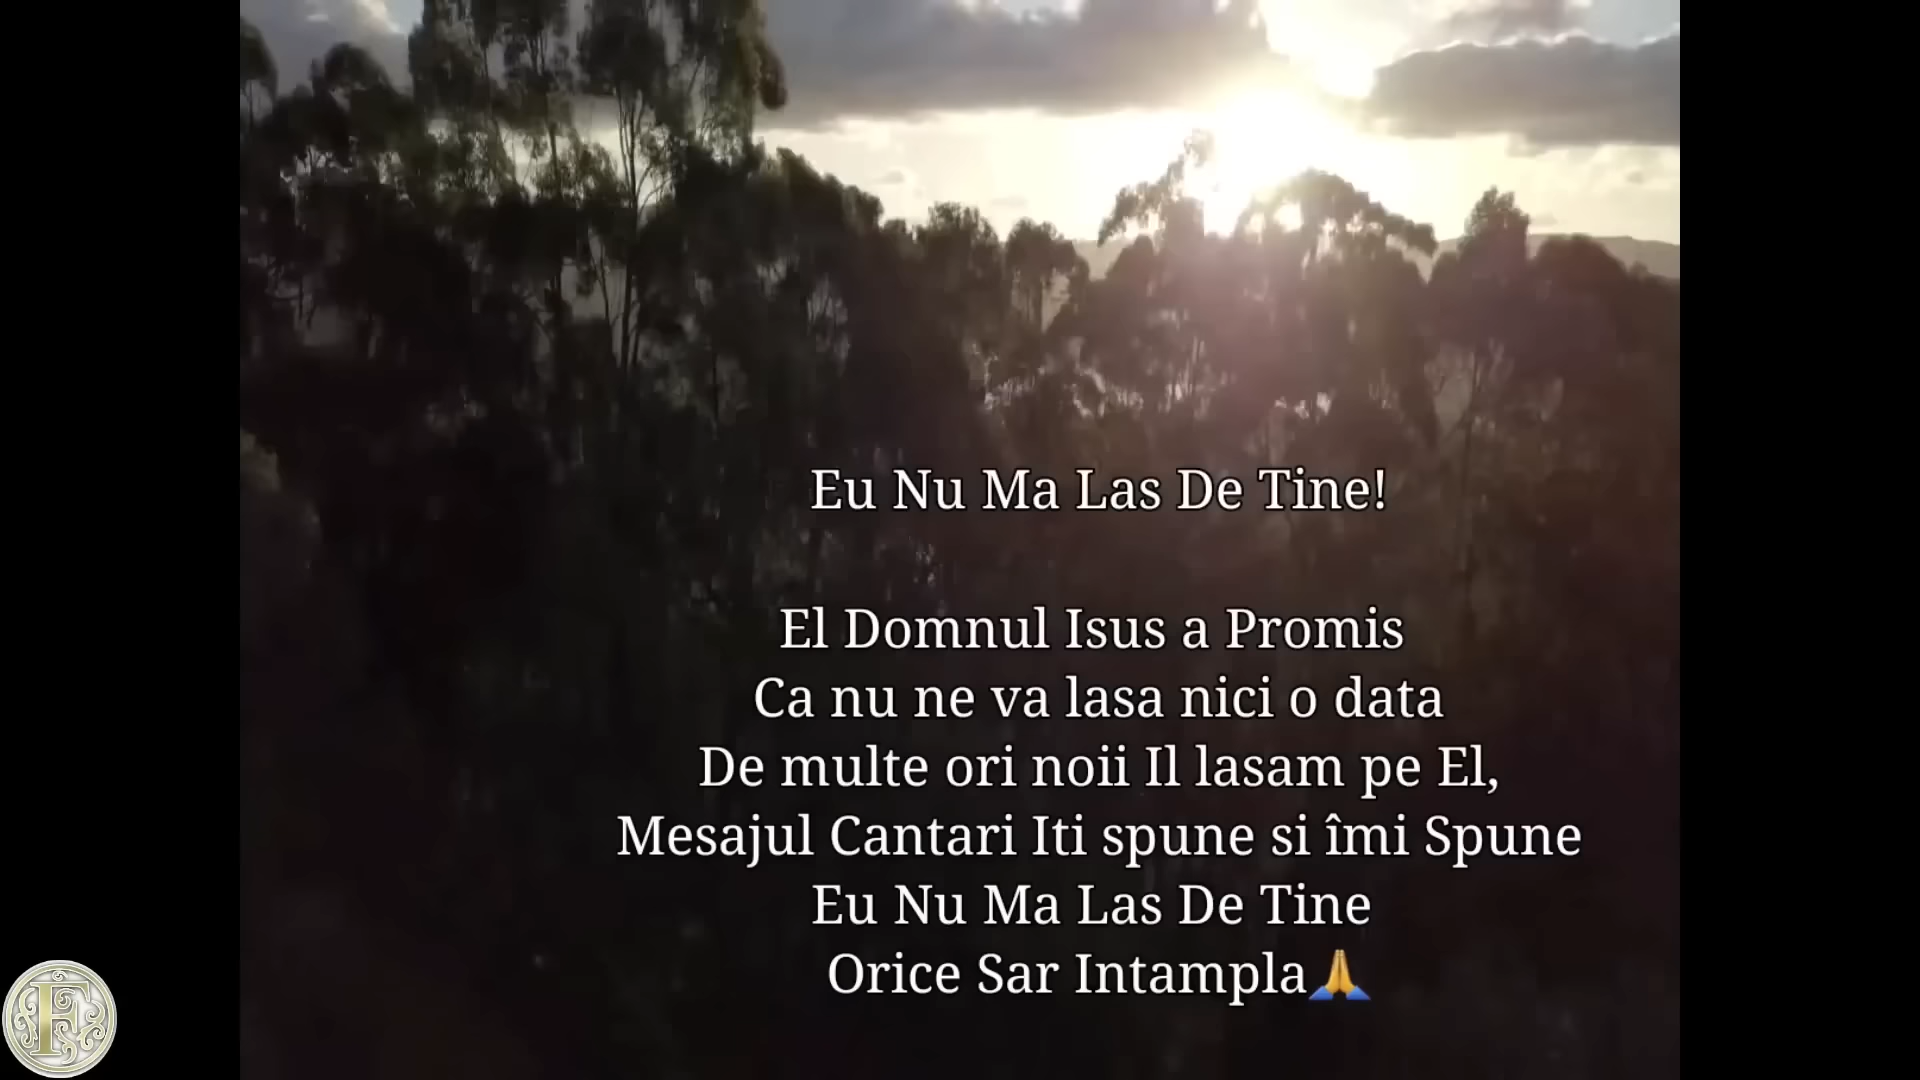 Eu Nu Ma Las De Tine!
El Domnul Isus a Promis
Ca nu ne va lasa nici o data
De multe ori noii Il lasam pe El,
Mesajul Cantari Iti spune si îmi Spune
Eu Nu Ma Las De Tine
Orice Sar Intampla🙏
F